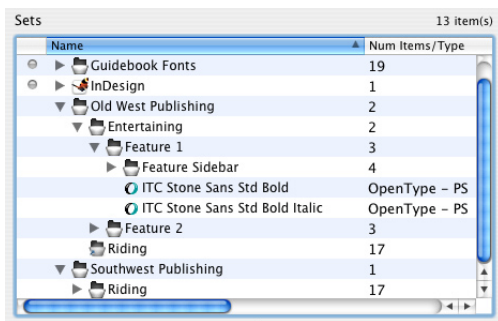 Sets 13 item(s)
Name Num Items/Type
Guidebook Fonts 19
InDesign 1
Old West Publishing 2
Entertaining 2
Feature 1 3
Feature Sidebar 4
ITC Stone Sans Std Bold OpenType – PS
ITC Stone Sans Std Bold Italic OpenType – PS
Feature 2 3
Riding 17
Southwest Publishing 1
Riding 17